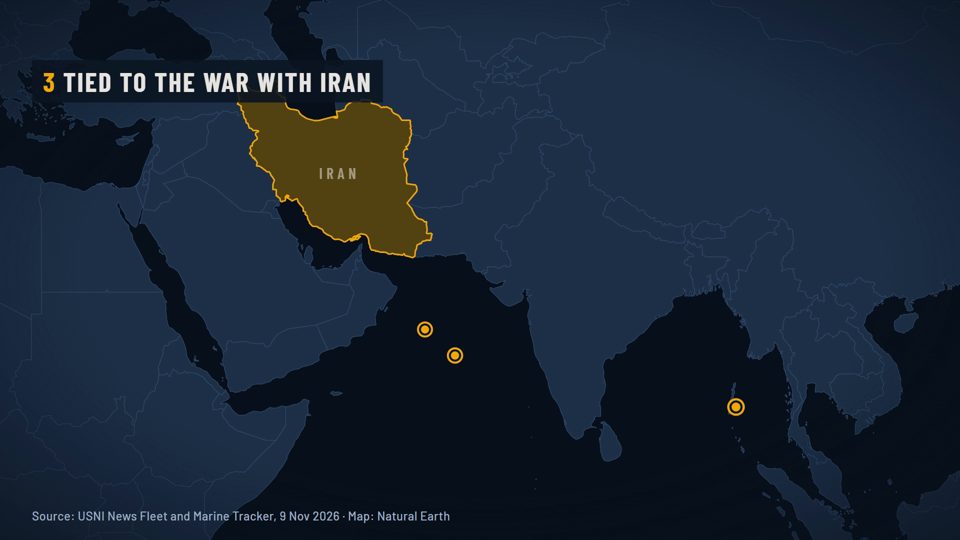 3 TIED TO THE WAR WITH IRAN
IRAN
Source: USNI News Fleet and Marine Tracker, 9 Nov 2026 · Map: Natural Earth